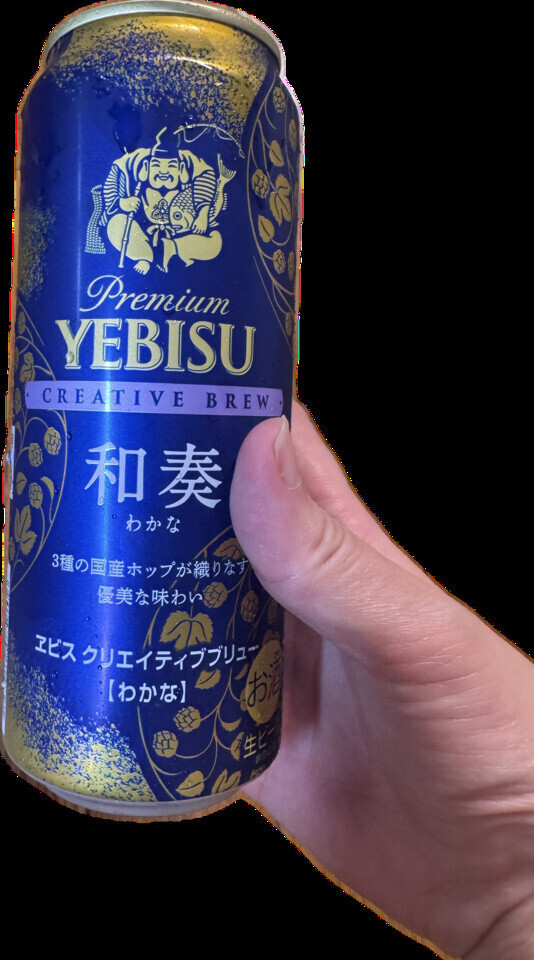 Premium
YEBISU
CREATIVE BREW
和奏
わかな
3種の国産ホップが織りなす
優美な味わい
ヱビス クリエイティブブリュー
【わかな】
お酒
生ビー